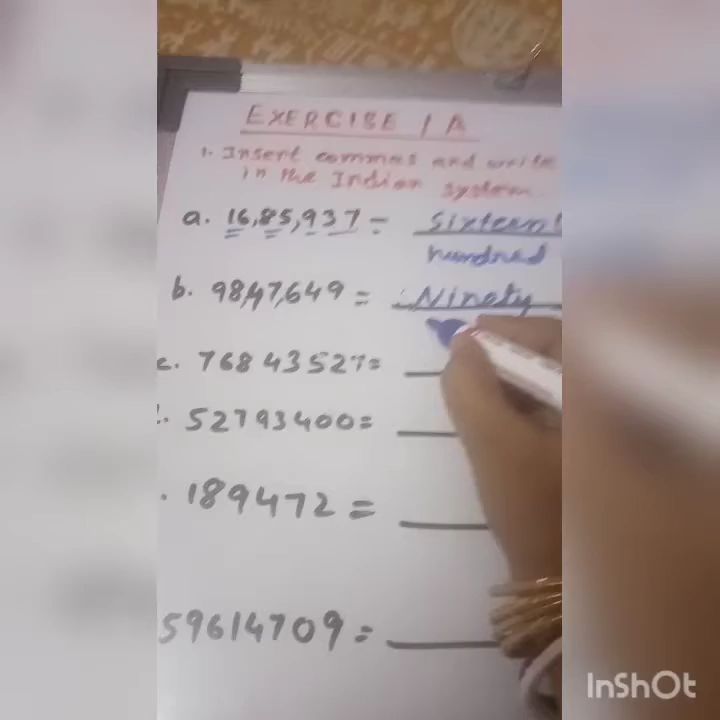 EXERCISE 1A
1. Insert commas and write
in the Indian system
a. 16,85,937 = Sixteen
hundred
b. 98,47,649 = Ninety
c. 76843527=
52793400=
. 189472 =
59614709=
InShOt